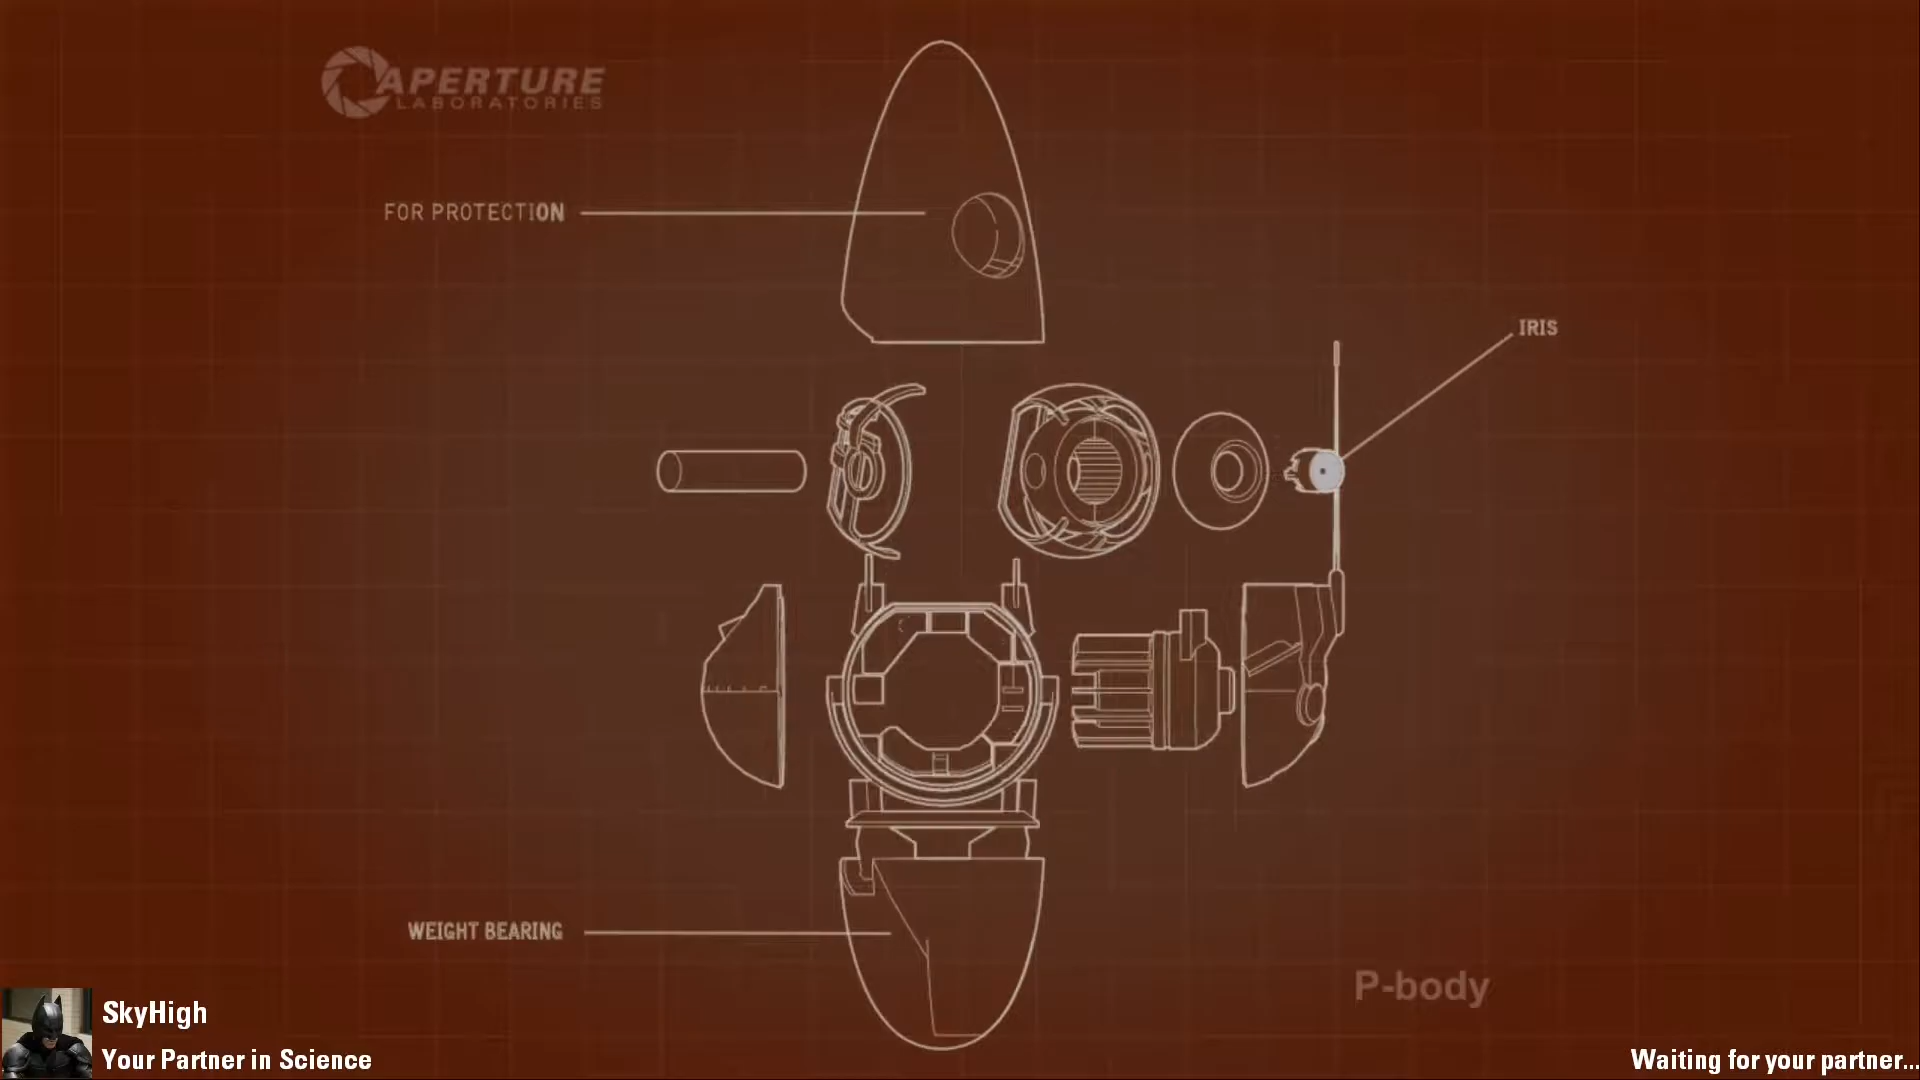 APERTURE
LABORATORIES
FOR PROTECTION
IRIS
WEIGHT BEARING
P-body
SkyHigh
Your Partner in Science
Waiting for your partner...